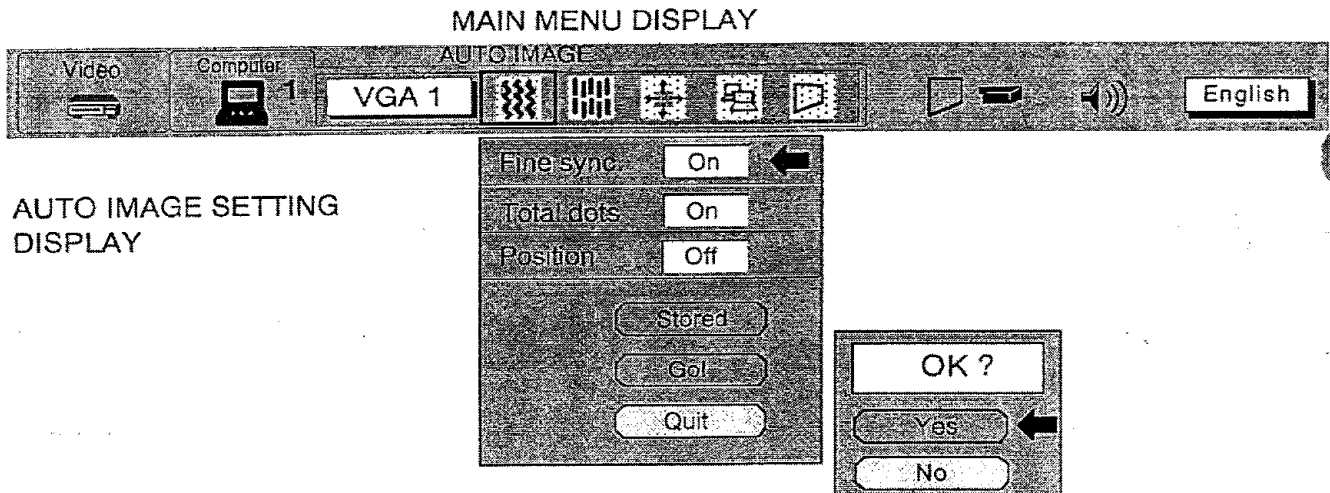 MAIN MENU DISPLAY
AUTO IMAGE
Video
Computer
1
VGA 1
English
AUTO IMAGE SETTING
DISPLAY
Fine sync.
On
Total dots
On
Position
Off
Stored
Go!
Quit
OK ?
Yes
No